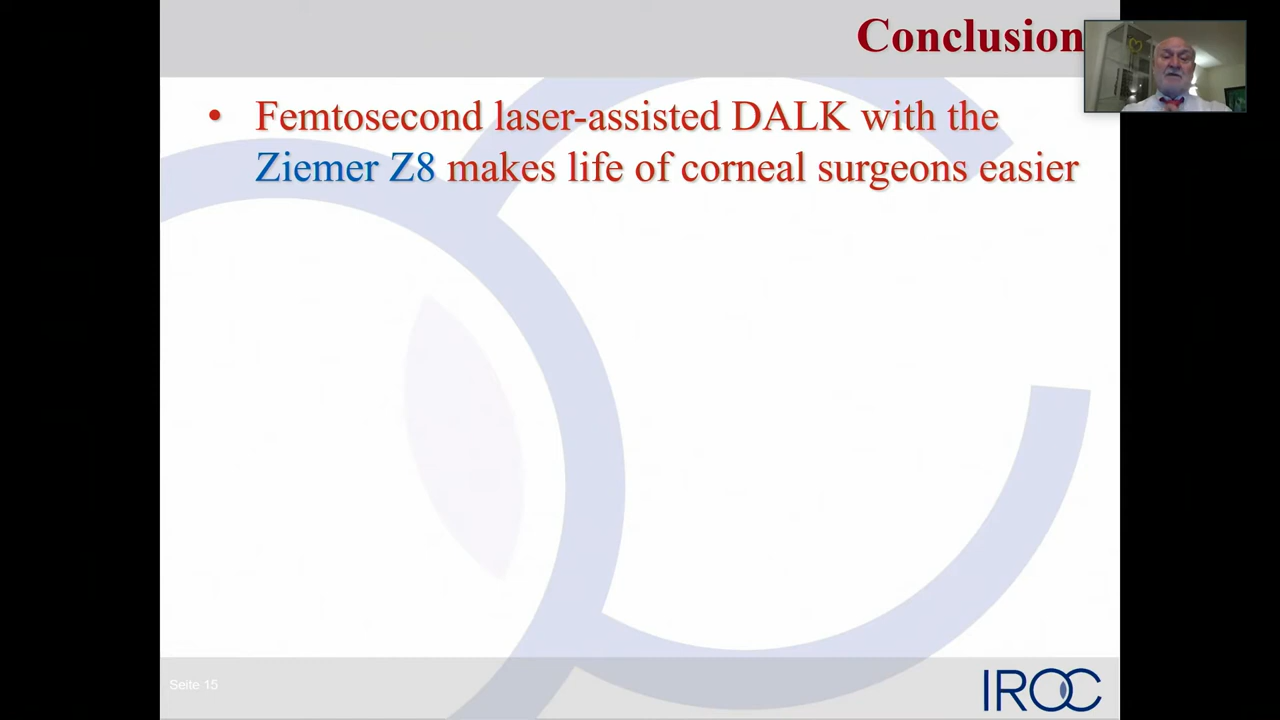 Conclusion
• Femtosecond laser-assisted DALK with the
Ziemer Z8 makes life of corneal surgeons easier
Seite 15
IROC